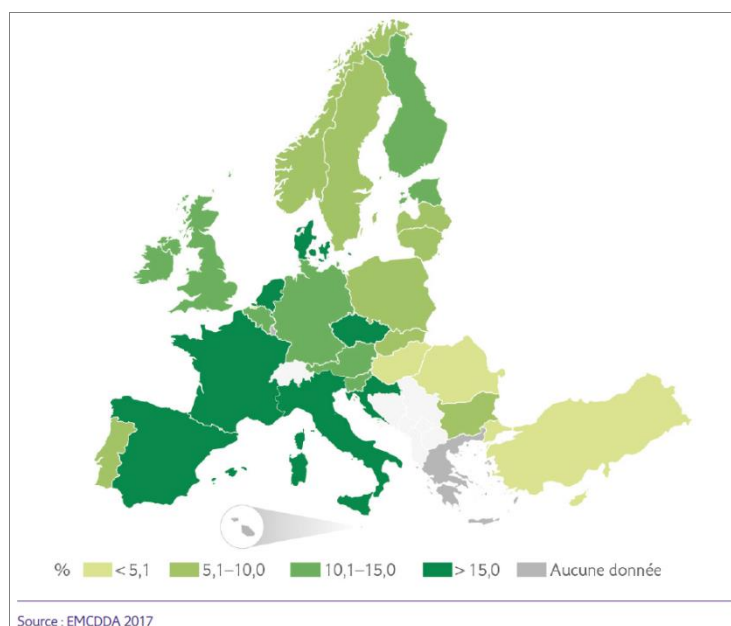 % < 5,1 5,1–10,0 10,1–15,0 > 15,0 Aucune donnée
Source : EMCDDA 2017